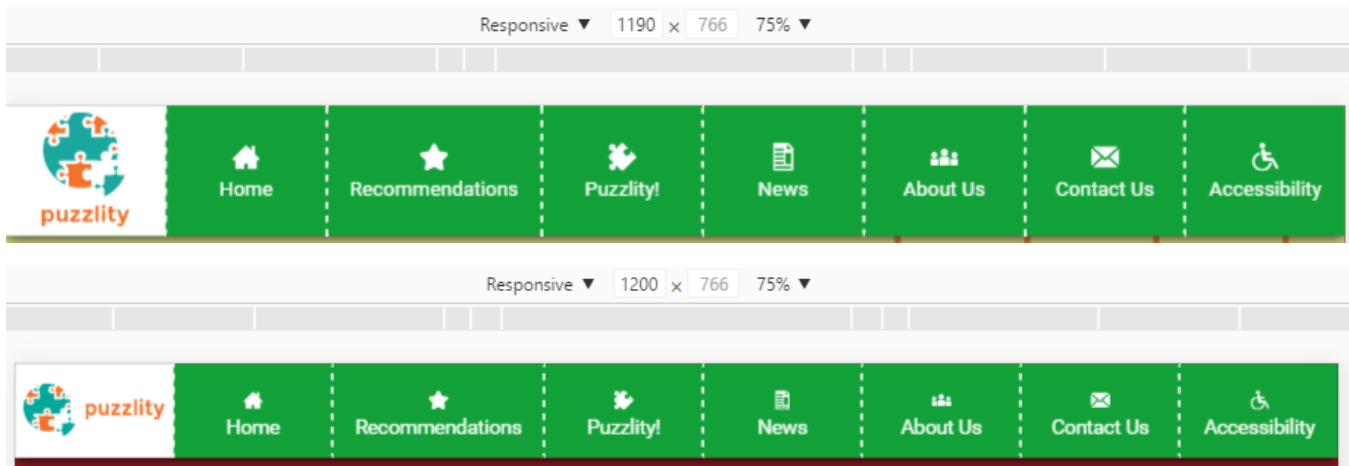 Responsive ▼ 1190 × 766 75% ▼
puzzlity Home Recommendations Puzzlity! News About Us Contact Us Accessibility
Responsive ▼ 1200 × 766 75% ▼
puzzlity Home Recommendations Puzzlity! News About Us Contact Us Accessibility